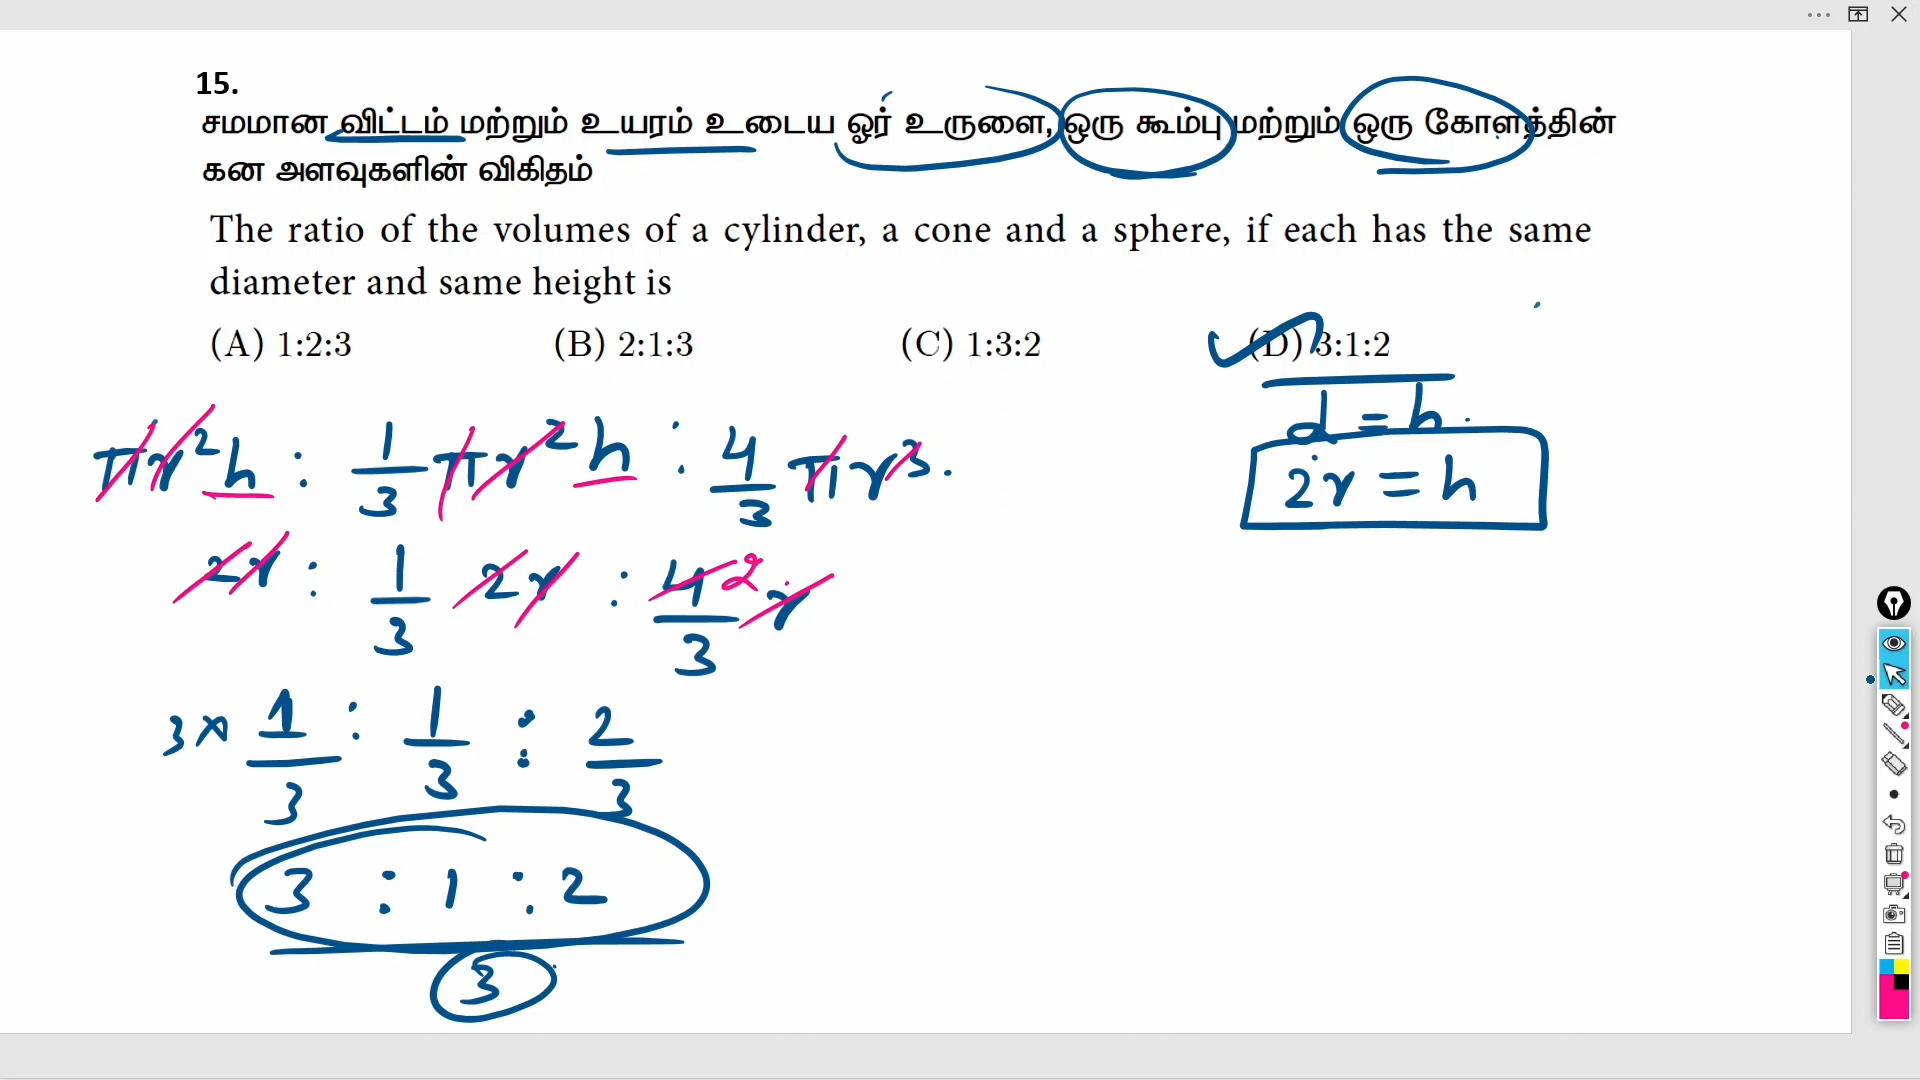 15.
சமமான விட்டம் மற்றும் உயரம் உடைய ஓர் உருளை, ஒரு கூம்பு மற்றும் ஒரு கோளத்தின்
கன அளவுகளின் விகிதம்
The ratio of the volumes of a cylinder, a cone and a sphere, if each has the same
diameter and same height is
(A) 1:2:3 (B) 2:1:3 (C) 1:3:2 (D) 3:1:2
d = h
πr²h : 1/3 πr²h : 4/3 πr³
2r = h
2r : 1/3 2r : 4/3 2 r
3 × 1/3 : 1/3 : 2/3
3 : 1 : 2
3